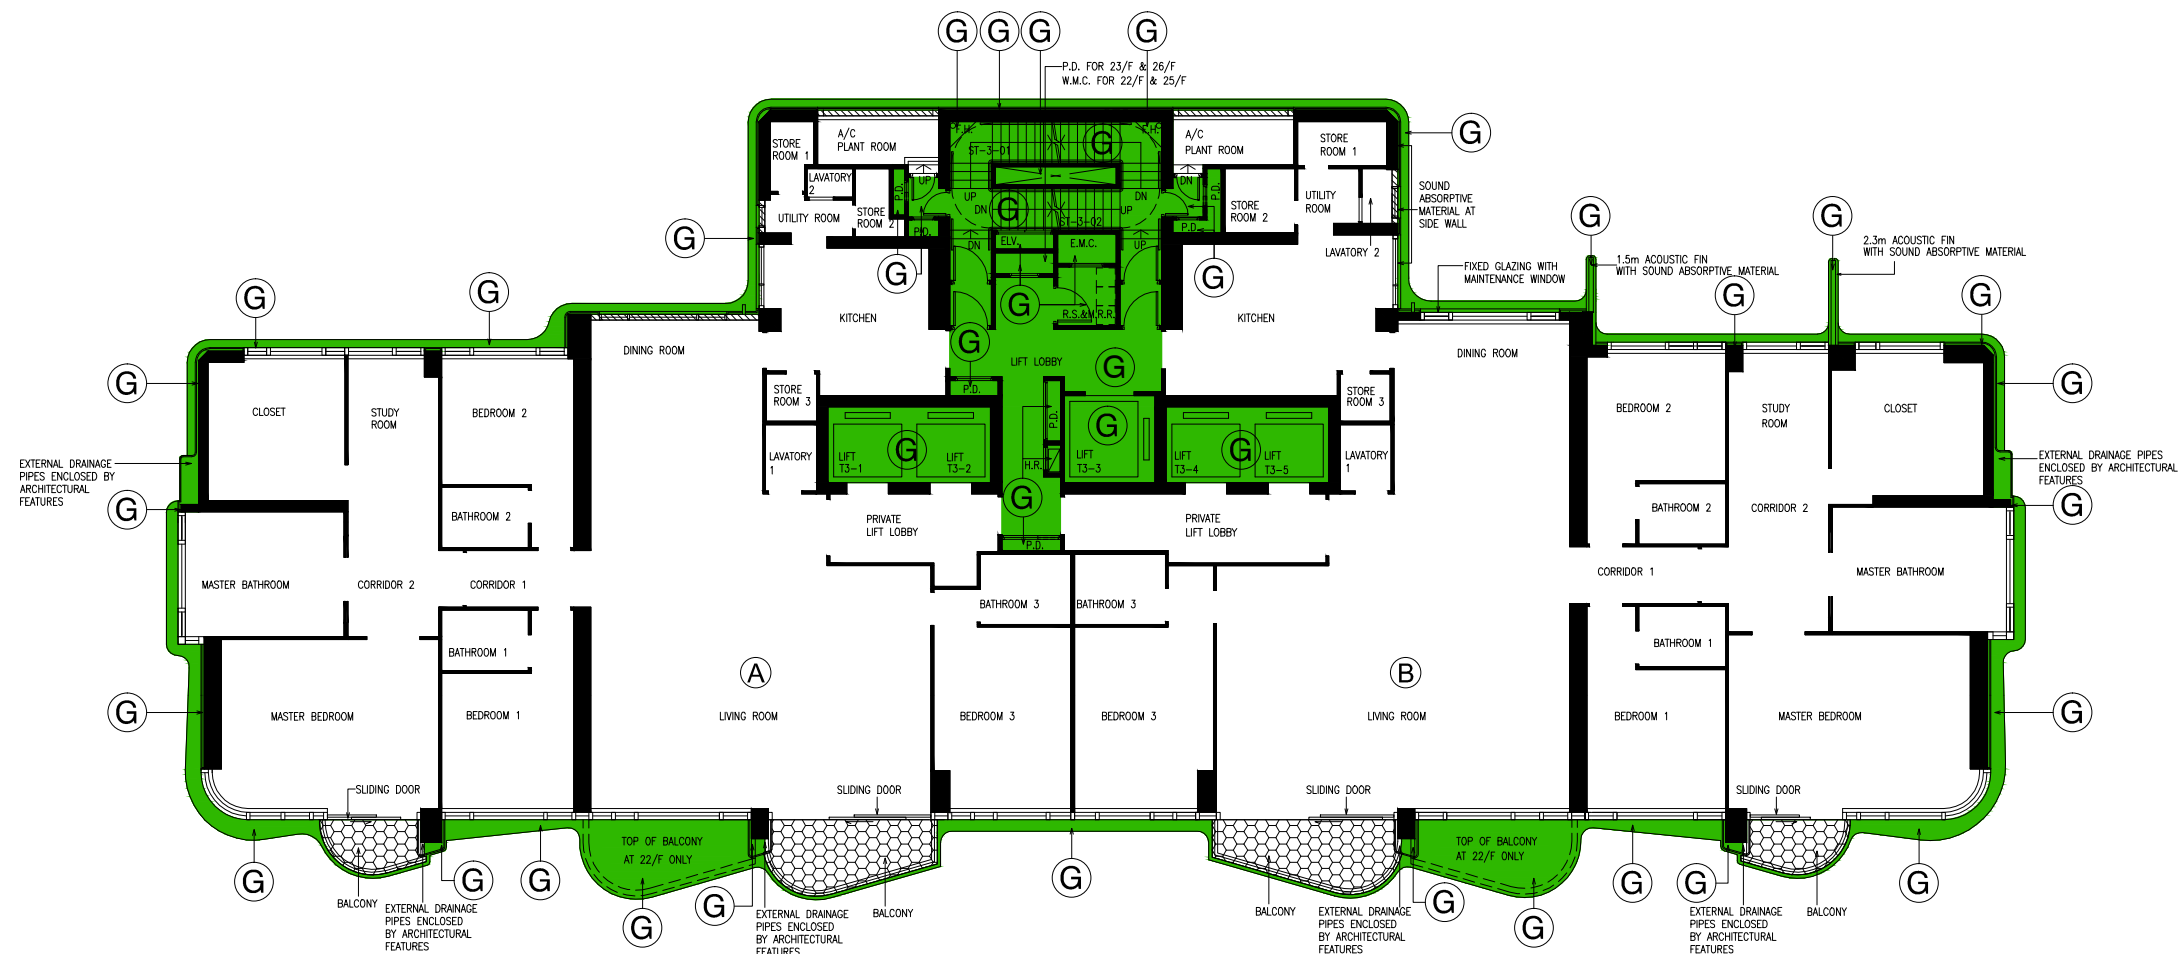 G
G
G
G
P.D. FOR 23/F & 26/F
W.M.C. FOR 22/F & 25/F
F.H.
F.H.
G
G
A/C
PLANT ROOM
A/C
PLANT ROOM
STORE
ROOM 1
STORE
ROOM 1
ST-3-01
LAVATORY
2
UP
DN
P.D.
P.D.
UP
DN
DN
UP
G
SOUND
ABSORPTIVE
MATERIAL AT
SIDE WALL
STORE
ROOM 2
STORE
ROOM 2
UTILITY ROOM
UTILITY
ROOM
ST-3-02
P.D.
P.D.
G
G
G
ELV.
E.M.C.
DN
UP
LAVATORY 2
2.3m ACOUSTIC FIN
WITH SOUND ABSORPTIVE MATERIAL
1.5m ACOUSTIC FIN
WITH SOUND ABSORPTIVE MATERIAL
FIXED GLAZING WITH
MAINTENANCE WINDOW
G
G
G
G
G
G
G
R.S.&M.R.R.
KITCHEN
KITCHEN
G
DINING ROOM
DINING ROOM
LIFT LOBBY
G
G
G
P.D.
STORE
ROOM 3
STORE
ROOM 3
CLOSET
STUDY
ROOM
BEDROOM 2
BEDROOM 2
STUDY
ROOM
CLOSET
P.D.
G
G
G
LIFT
T3-1
LIFT
T3-2
H.R.
LIFT
T3-3
LIFT
T3-4
LIFT
T3-5
LAVATORY
1
LAVATORY
1
EXTERNAL DRAINAGE
PIPES ENCLOSED BY
ARCHITECTURAL
FEATURES
EXTERNAL DRAINAGE PIPES
ENCLOSED BY ARCHITECTURAL
FEATURES
G
G
G
BATHROOM 2
BATHROOM 2
CORRIDOR 2
PRIVATE
LIFT LOBBY
PRIVATE
LIFT LOBBY
P.D.
MASTER BATHROOM
CORRIDOR 2
CORRIDOR 1
CORRIDOR 1
MASTER BATHROOM
BATHROOM 3
BATHROOM 3
BATHROOM 1
BATHROOM 1
A
B
G
G
MASTER BEDROOM
BEDROOM 1
LIVING ROOM
BEDROOM 3
BEDROOM 3
LIVING ROOM
BEDROOM 1
MASTER BEDROOM
SLIDING DOOR
SLIDING DOOR
SLIDING DOOR
SLIDING DOOR
TOP OF BALCONY
AT 22/F ONLY
TOP OF BALCONY
AT 22/F ONLY
G
G
G
G
G
G
G
G
G
G
G
G
BALCONY
BALCONY
BALCONY
BALCONY
EXTERNAL DRAINAGE
PIPES ENCLOSED
BY ARCHITECTURAL
FEATURES
EXTERNAL DRAINAGE
PIPES ENCLOSED
BY ARCHITECTURAL
FEATURES
EXTERNAL DRAINAGE
PIPES ENCLOSED
BY ARCHITECTURAL
FEATURES
EXTERNAL DRAINAGE
PIPES ENCLOSED
BY ARCHITECTURAL
FEATURES